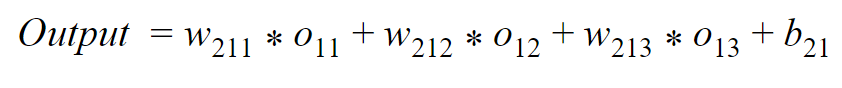 Output = w₂₁₁ * o₁₁ + w₂₁₂ * o₁₂ + w₂₁₃ * o₁₃ + b₂₁